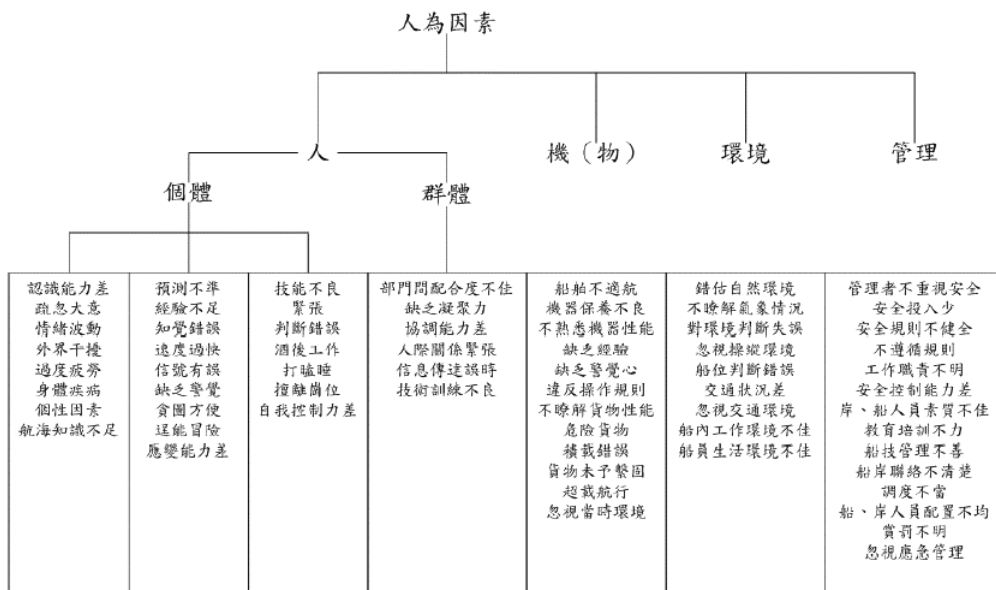 人為因素
人
機（物）
環境
管理
個體
群體
認識能力差
疏忽大意
情緒波動
外界干擾
過度疲勞
身體疾病
個性因素
航海知識不足
預測不準
經驗不足
知覺錯誤
速度過快
信號有誤
缺乏警覺
貪圖方便
逞能冒險
應變能力差
技能不良
緊張
判斷錯誤
酒後工作
打瞌睡
擅離崗位
自我控制力差
部門間配合度不佳
缺乏凝聚力
協調能力差
人際關係緊張
信息傳達誤時
技術訓練不良
船舶不適航
機器保養不良
不熟悉機器性能
缺乏經驗
缺乏警覺心
違反操作規則
不瞭解貨物性能
危險貨物
積載錯誤
貨物未予繫固
超載航行
忽視當時環境
錯估自然環境
不瞭解氣象情況
對環境判斷失誤
忽視操縱環境
船位判斷錯誤
交通狀況差
忽視交通環境
船內工作環境不佳
船員生活環境不佳
管理者不重視安全
安全投入少
安全規則不健全
不遵循規則
工作職責不明
安全控制能力差
岸、船人員素質不佳
教育培訓不力
船技管理不善
船岸聯絡不清楚
調度不當
船、岸人員配置不均
賞罰不明
忽視應急管理